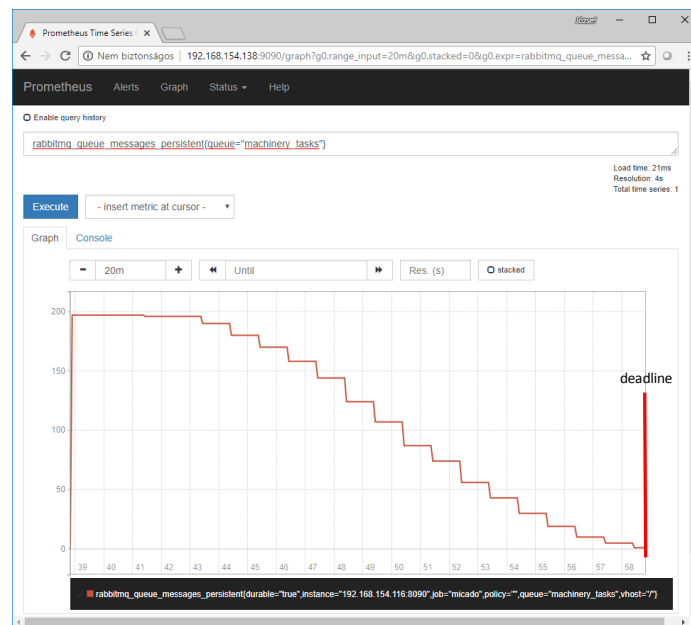 József
Prometheus Time Series
Nem biztonságos | 192.168.154.138:9090/graph?g0.range_input=20m&g0.stacked=0&g0.expr=rabbitmq_queue_messa...
Prometheus Alerts Graph Status Help
Enable query history
rabbitmq_queue_messages_persistent{queue="machinery_tasks"}
Load time: 21ms
Resolution: 4s
Total time series: 1
Execute - insert metric at cursor -
Graph Console
- 20m + Until Res. (s) stacked
200
150
100
50
0
deadline
39 40 41 42 43 44 45 46 47 48 49 50 51 52 53 54 55 56 57 58
rabbitmq_queue_messages_persistent{durable="true",instance="192.168.154.116:8090",job="micado",policy="",queue="machinery_tasks",vhost="/"}